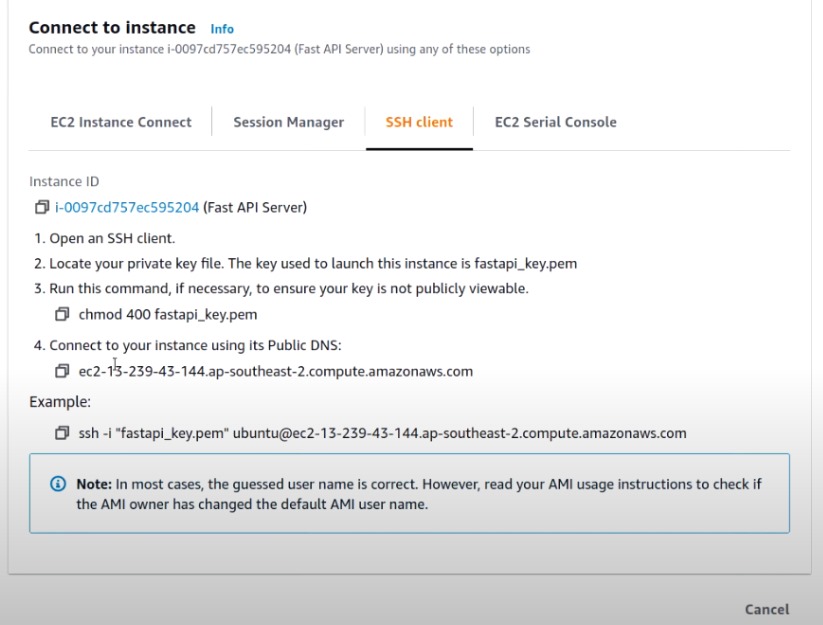 Connect to instance Info
Connect to your instance i-0097cd757ec595204 (Fast API Server) using any of these options
EC2 Instance Connect Session Manager SSH client EC2 Serial Console
Instance ID
i-0097cd757ec595204 (Fast API Server)
1. Open an SSH client.
2. Locate your private key file. The key used to launch this instance is fastapi_key.pem
3. Run this command, if necessary, to ensure your key is not publicly viewable.
chmod 400 fastapi_key.pem
4. Connect to your instance using its Public DNS:
ec2-13-239-43-144.ap-southeast-2.compute.amazonaws.com
Example:
ssh -i "fastapi_key.pem" ubuntu@ec2-13-239-43-144.ap-southeast-2.compute.amazonaws.com
Note: In most cases, the guessed user name is correct. However, read your AMI usage instructions to check if
the AMI owner has changed the default AMI user name.
Cancel